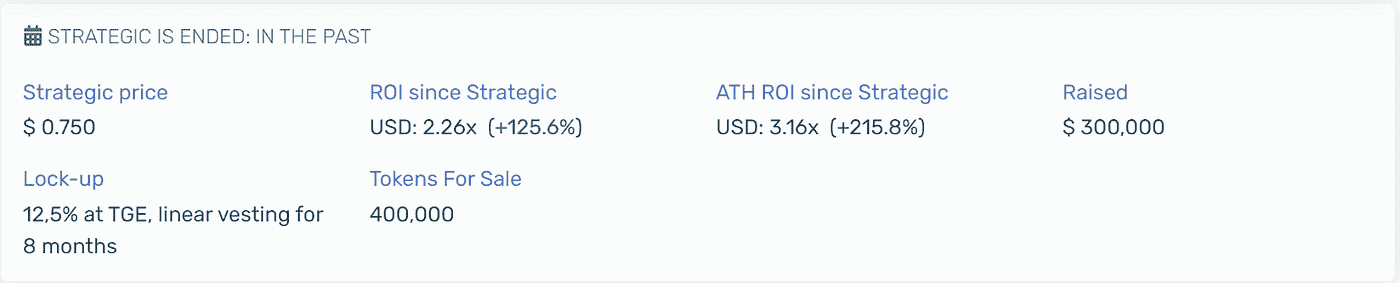 STRATEGIC IS ENDED: IN THE PAST
Strategic price
$ 0.750
ROI since Strategic
USD: 2.26x (+125.6%)
ATH ROI since Strategic
USD: 3.16x (+215.8%)
Raised
$ 300,000
Lock-up
12,5% at TGE, linear vesting for
8 months
Tokens For Sale
400,000